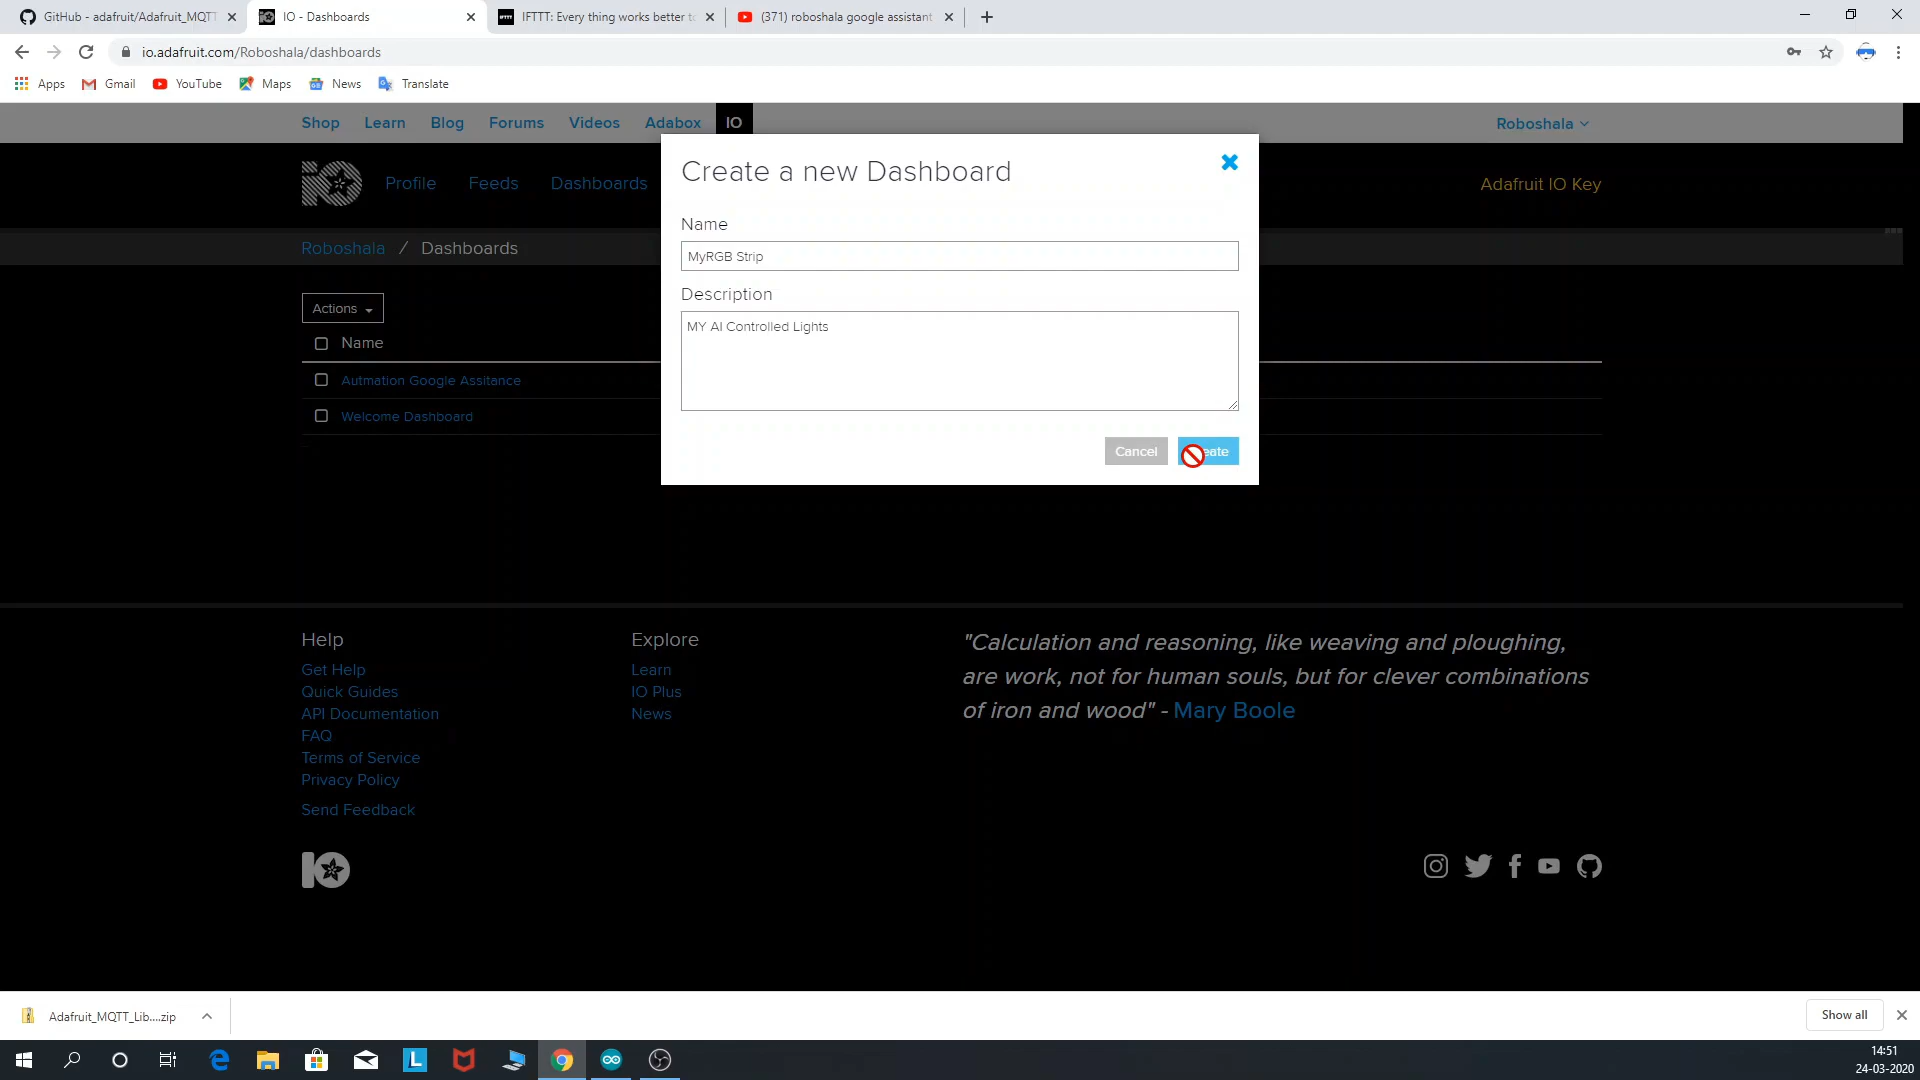 GitHub - adafruit/Adafruit_MQTT
IO - Dashboards
IFTTT: Every thing works better to
(371) roboshala google assistant
io.adafruit.com/Roboshala/dashboards
Apps
Gmail
YouTube
Maps
News
Translate
Shop
Learn
Blog
Forums
Videos
Adabox
IO
Roboshala
Profile
Feeds
Dashboards
Adafruit IO Key
Roboshala / Dashboards
Actions
Name
Autmation Google Assitance
Welcome Dashboard
Create a new Dashboard
Name
MyRGB Strip
Description
MY AI Controlled Lights
Cancel
Help
Get Help
Quick Guides
API Documentation
FAQ
Terms of Service
Privacy Policy
Send Feedback
Explore
Learn
IO Plus
News
"Calculation and reasoning, like weaving and ploughing,
are work, not for human souls, but for clever combinations
of iron and wood" - Mary Boole
Adafruit_MQTT_Lib....zip
Show all
14:51
24-03-2020